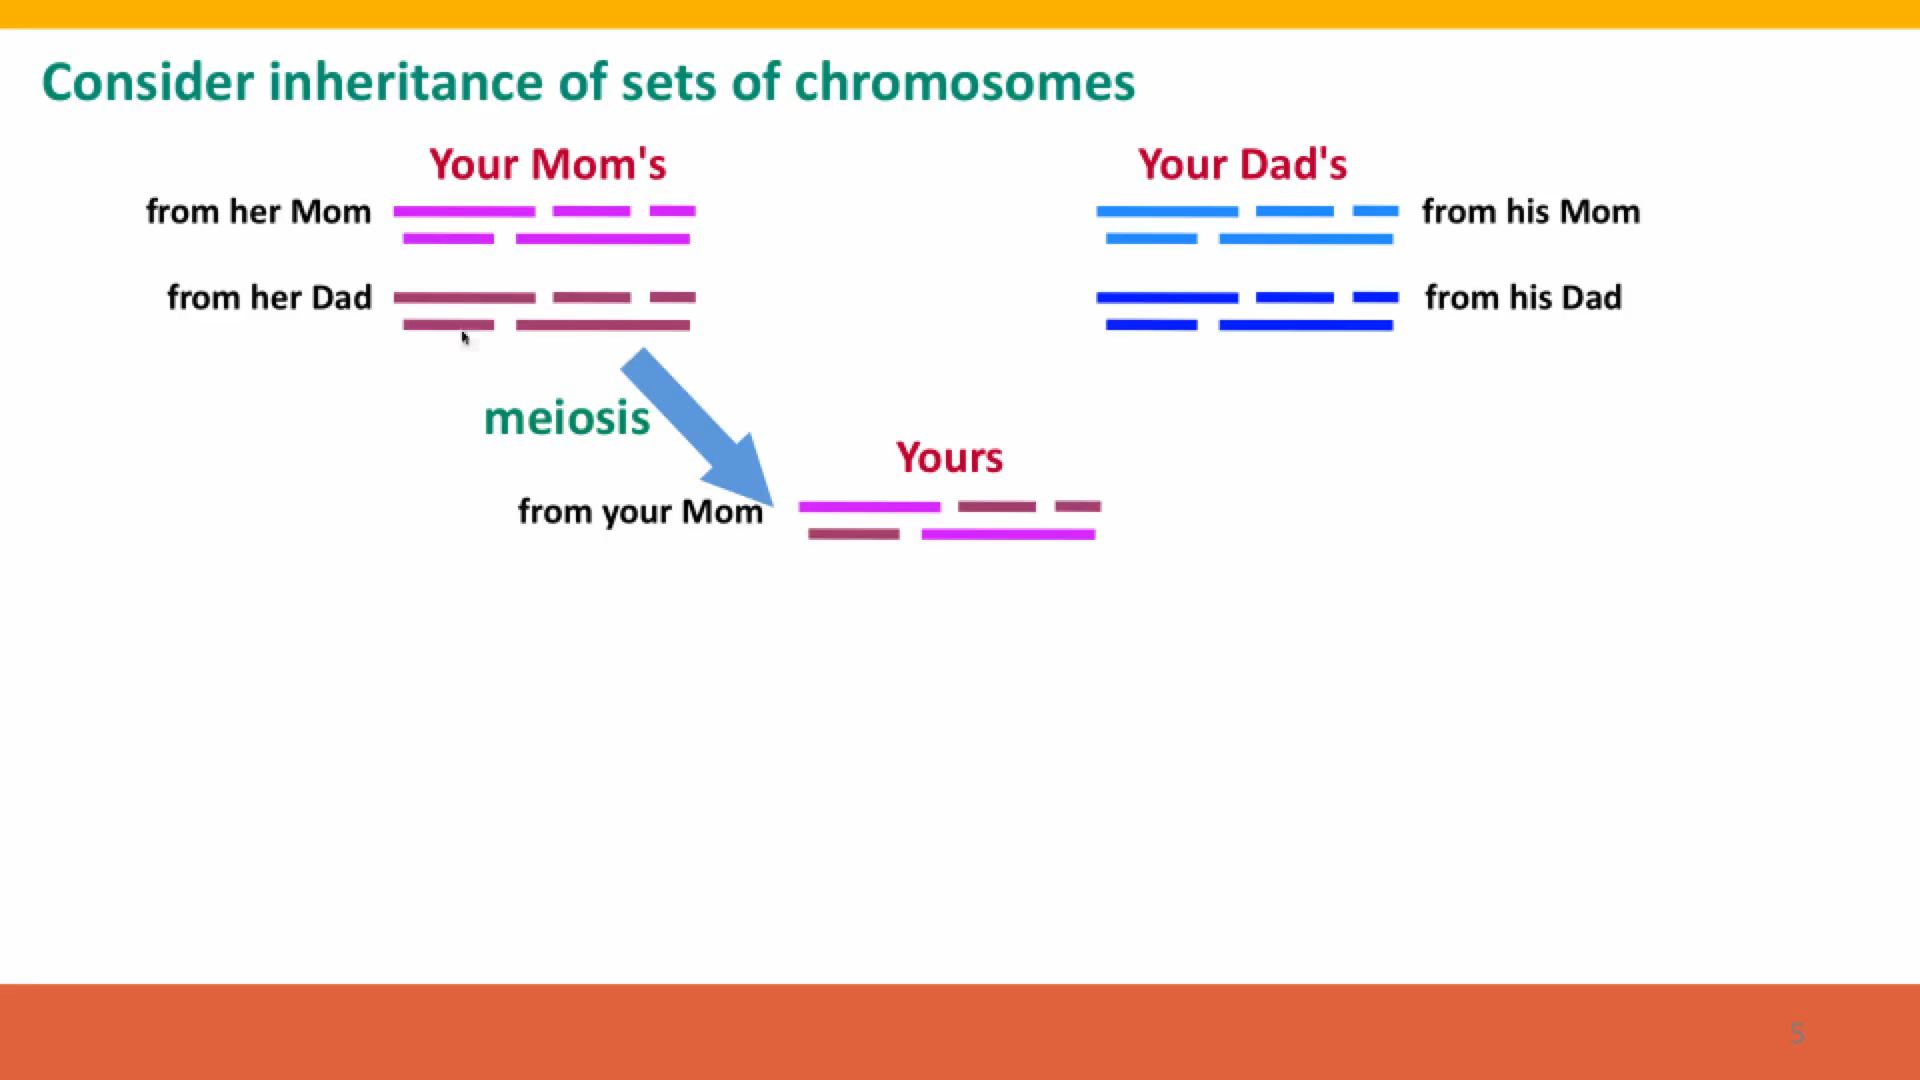 Consider inheritance of sets of chromosomes
Your Mom's
Your Dad's
from her Mom
from his Mom
from her Dad
from his Dad
meiosis
Yours
from your Mom
5